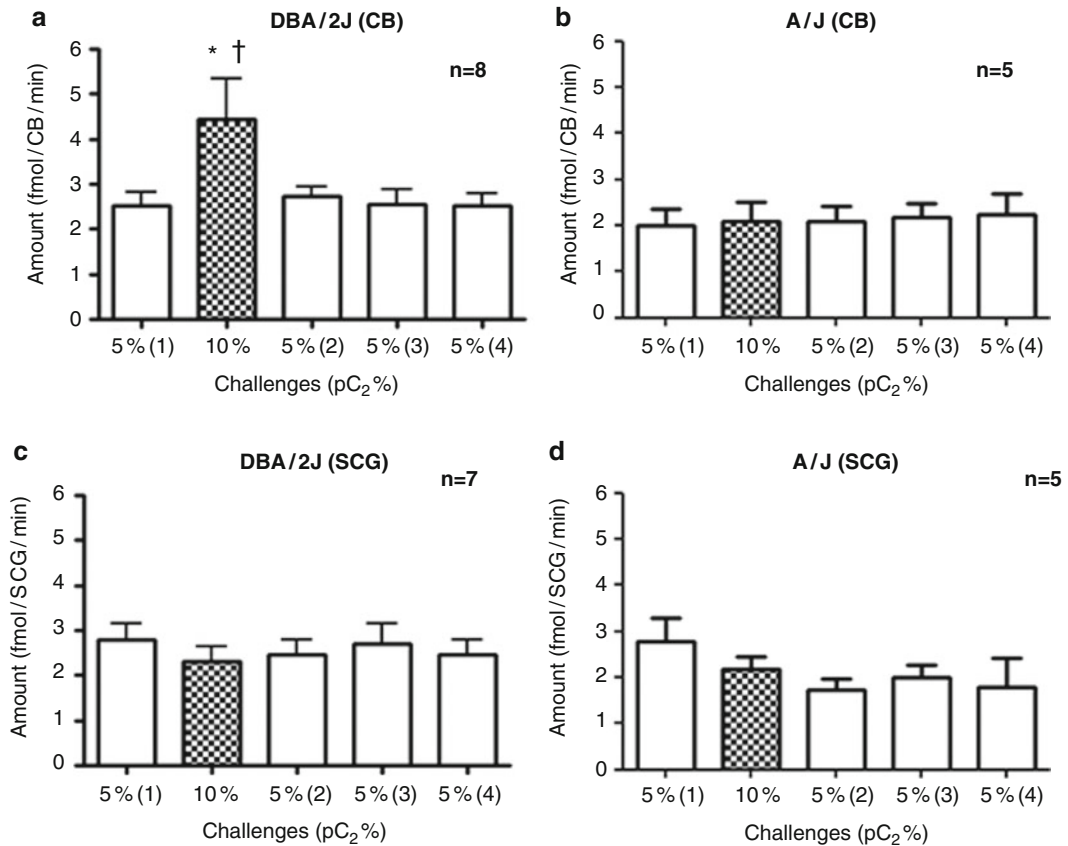 a
DBA/2J (CB)
* †
n=8
Amount (fmol/CB/min)
6
5
4
3
2
1
0
5%(1) 10% 5%(2) 5%(3) 5%(4)
Challenges (pC₂%)
b
A/J (CB)
n=5
Amount (fmol/CB/min)
6
5
4
3
2
1
0
5%(1) 10% 5%(2) 5%(3) 5%(4)
Challenges (pC₂%)
c
DBA/2J (SCG)
n=7
Amount (fmol/SCG/min)
6
5
4
3
2
1
0
5%(1) 10% 5%(2) 5%(3) 5%(4)
Challenges (pC₂%)
d
A/J (SCG)
n=5
Amount (fmol/SCG/min)
6
5
4
3
2
1
0
5%(1) 10% 5%(2) 5%(3) 5%(4)
Challenges (pC₂%)